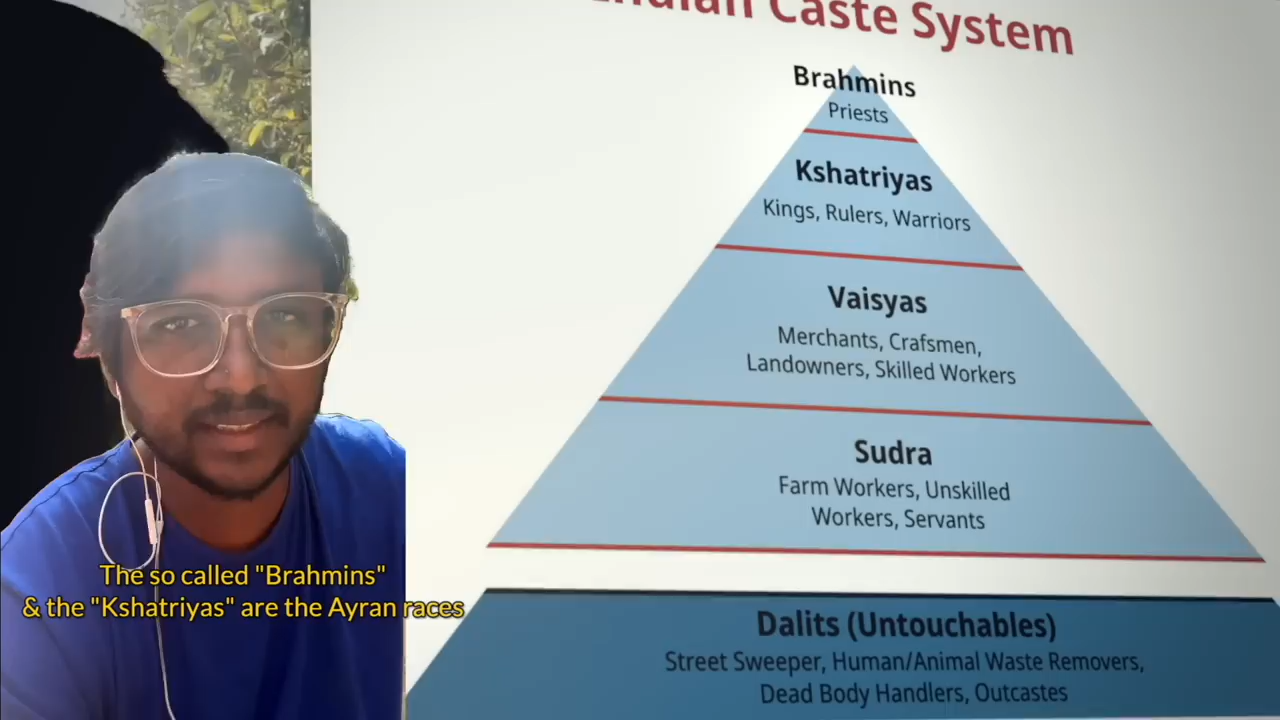 Indian Caste System
Brahmins
Priests
Kshatriyas
Kings, Rulers, Warriors
Vaisyas
Merchants, Crafsmen,
Landowners, Skilled Workers
Sudra
Farm Workers, Unskilled
Workers, Servants
Dalits (Untouchables)
Street Sweeper, Human/Animal Waste Removers,
Dead Body Handlers, Outcastes
The so called "Brahmins"
& the "Kshatriyas" are the Ayran races